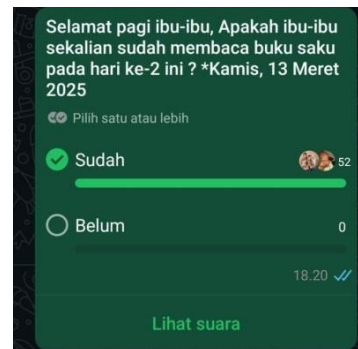 Selamat pagi ibu-ibu, Apakah ibu-ibu
sekalian sudah membaca buku saku
pada hari ke-2 ini ? *Kamis, 13 Meret
2025
Pilih satu atau lebih
Sudah 52
Belum 0
18.20
Lihat suara